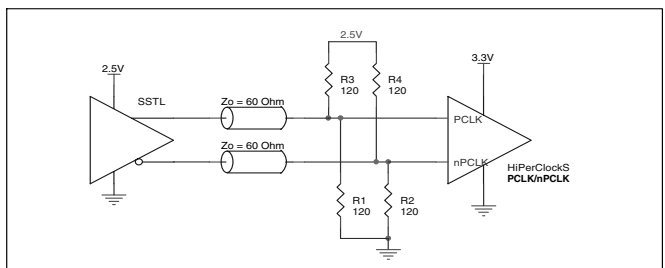 2.5V
2.5V
3.3V
SSTL
R3
120
R4
120
Zo = 60 Ohm
PCLK
Zo = 60 Ohm
nPCLK
HiPerClockS
PCLK/nPCLK
R1
120
R2
120